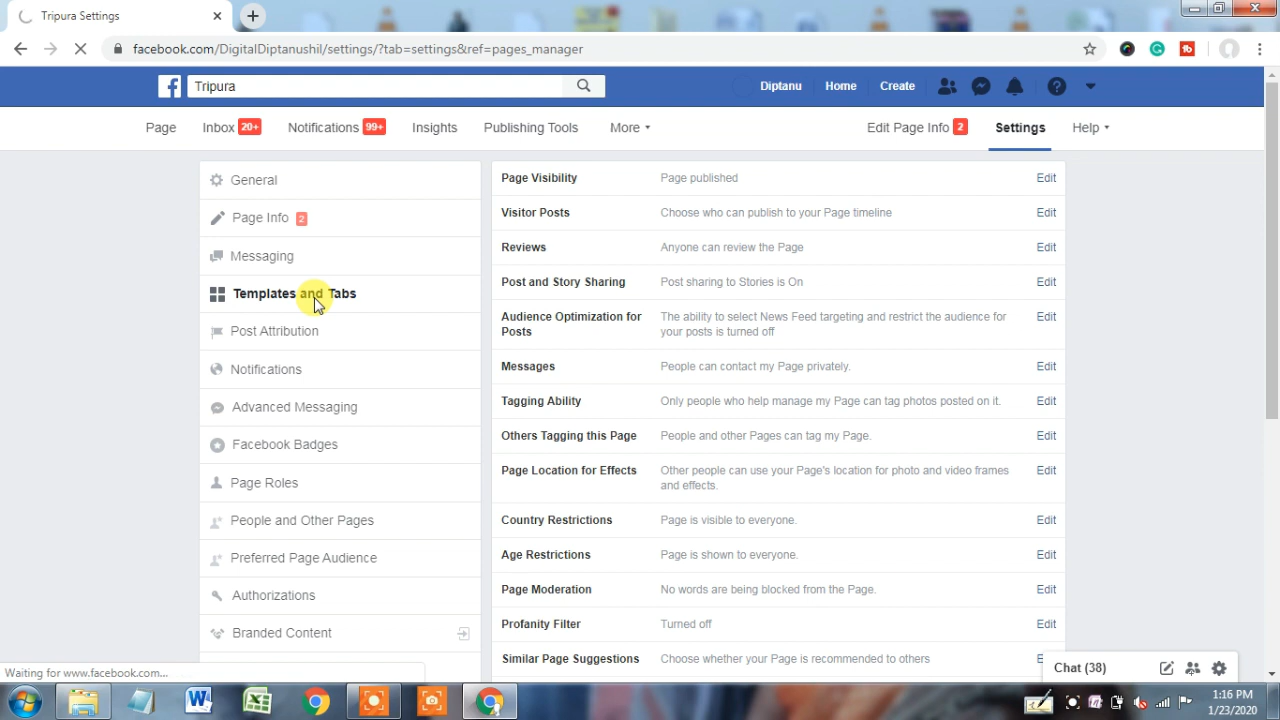 Tripura Settings
facebook.com/DigitalDiptanushil/settings/?tab=settings&ref=pages_manager
Tripura
Diptanu Home Create
Page Inbox 20+ Notifications 99+ Insights Publishing Tools More Edit Page Info 2 Settings Help
General
Page Info 2
Messaging
Templates and Tabs
Post Attribution
Notifications
Advanced Messaging
Facebook Badges
Page Roles
People and Other Pages
Preferred Page Audience
Authorizations
Branded Content
Page Visibility Page published Edit
Visitor Posts Choose who can publish to your Page timeline Edit
Reviews Anyone can review the Page Edit
Post and Story Sharing Post sharing to Stories is On Edit
Audience Optimization for The ability to select News Feed targeting and restrict the audience for Edit
Posts your posts is turned off
Messages People can contact my Page privately. Edit
Tagging Ability Only people who help manage my Page can tag photos posted on it. Edit
Others Tagging this Page People and other Pages can tag my Page. Edit
Page Location for Effects Other people can use your Page's location for photo and video frames Edit
and effects.
Country Restrictions Page is visible to everyone. Edit
Age Restrictions Page is shown to everyone. Edit
Page Moderation No words are being blocked from the Page. Edit
Profanity Filter Turned off Edit
Similar Page Suggestions Choose whether your Page is recommended to others
Chat (38)
Waiting for www.facebook.com...
1:16 PM
1/23/2020